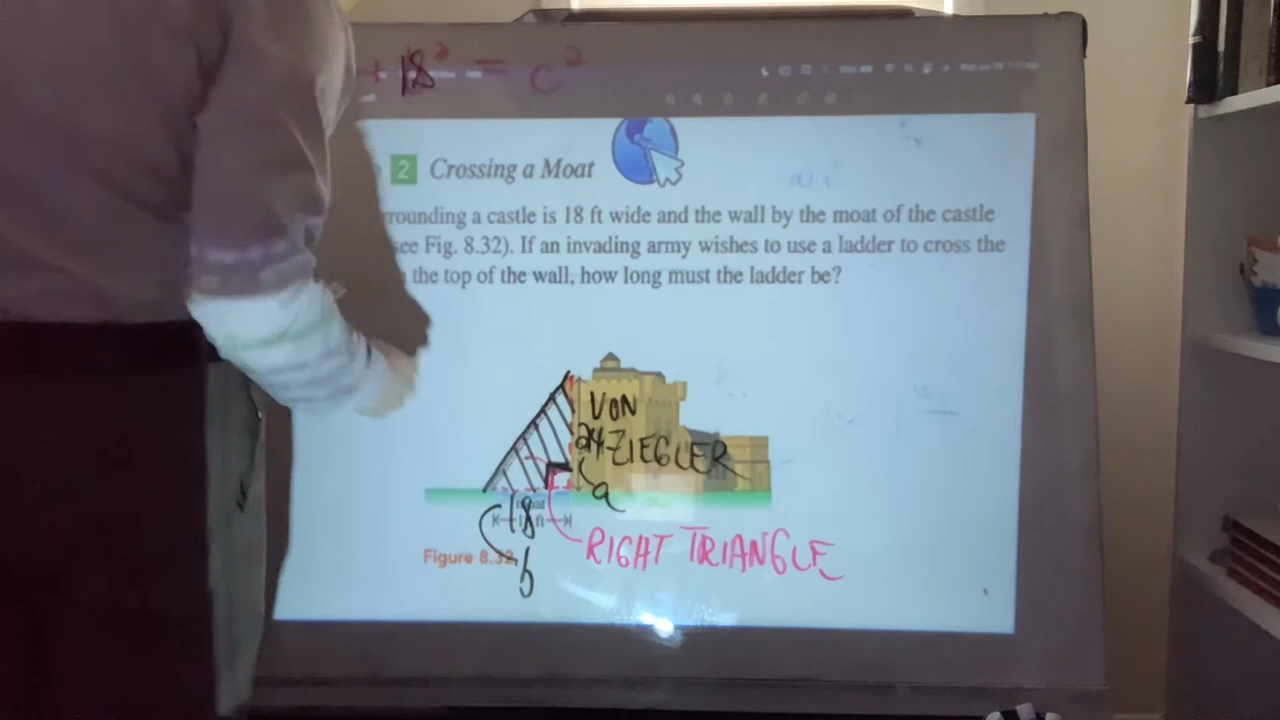 + 18² = c²
2 Crossing a Moat
rounding a castle is 18 ft wide and the wall by the moat of the castle
ee Fig. 8.32). If an invading army wishes to use a ladder to cross the
the top of the wall, how long must the ladder be?
VON
24 ZIEGLER
a
18
ft
b
Figure 8.32
RIGHT TRIANGLE